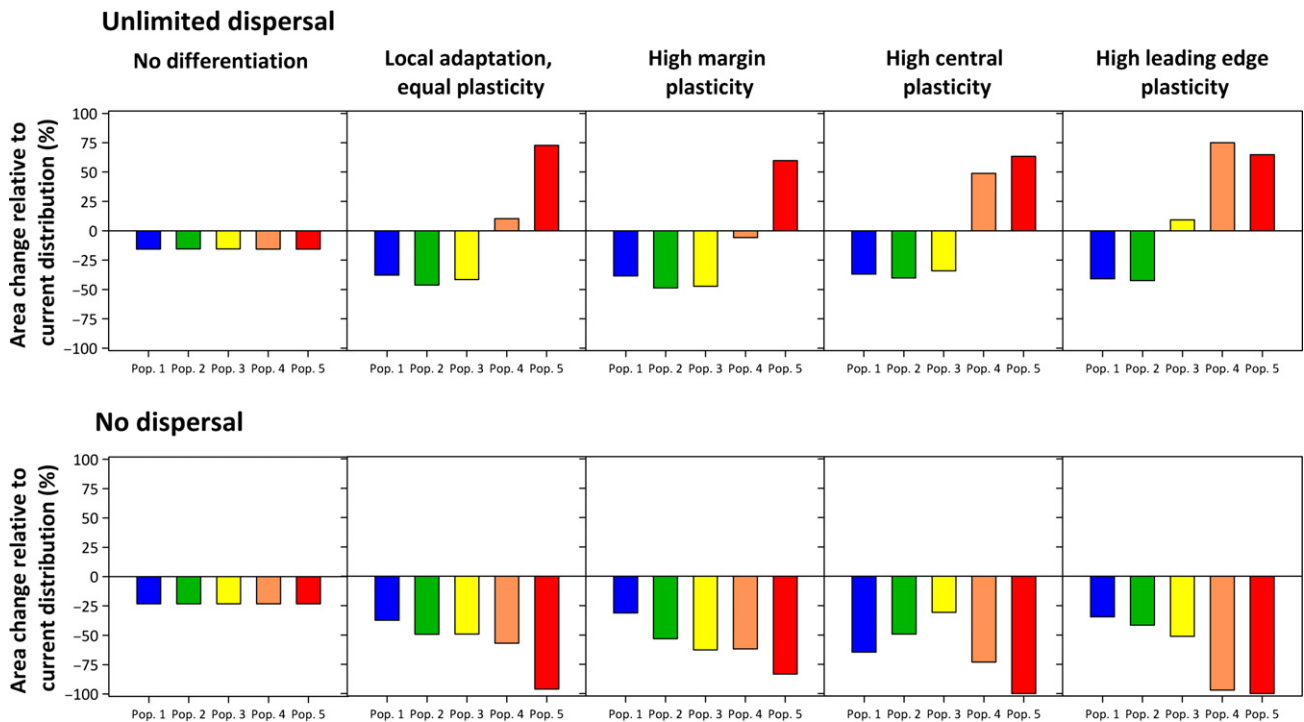 Unlimited dispersal
No differentiation
Local adaptation,
equal plasticity
High margin
plasticity
High central
plasticity
High leading edge
plasticity
Area change relative to
current distribution (%)
100
75
50
25
0
−25
−50
−75
−100
Pop. 1 Pop. 2 Pop. 3 Pop. 4 Pop. 5 Pop. 1 Pop. 2 Pop. 3 Pop. 4 Pop. 5 Pop. 1 Pop. 2 Pop. 3 Pop. 4 Pop. 5 Pop. 1 Pop. 2 Pop. 3 Pop. 4 Pop. 5 Pop. 1 Pop. 2 Pop. 3 Pop. 4 Pop. 5
No dispersal
Area change relative to
current distribution (%)
100
75
50
25
0
−25
−50
−75
−100
Pop. 1 Pop. 2 Pop. 3 Pop. 4 Pop. 5 Pop. 1 Pop. 2 Pop. 3 Pop. 4 Pop. 5 Pop. 1 Pop. 2 Pop. 3 Pop. 4 Pop. 5 Pop. 1 Pop. 2 Pop. 3 Pop. 4 Pop. 5 Pop. 1 Pop. 2 Pop. 3 Pop. 4 Pop. 5